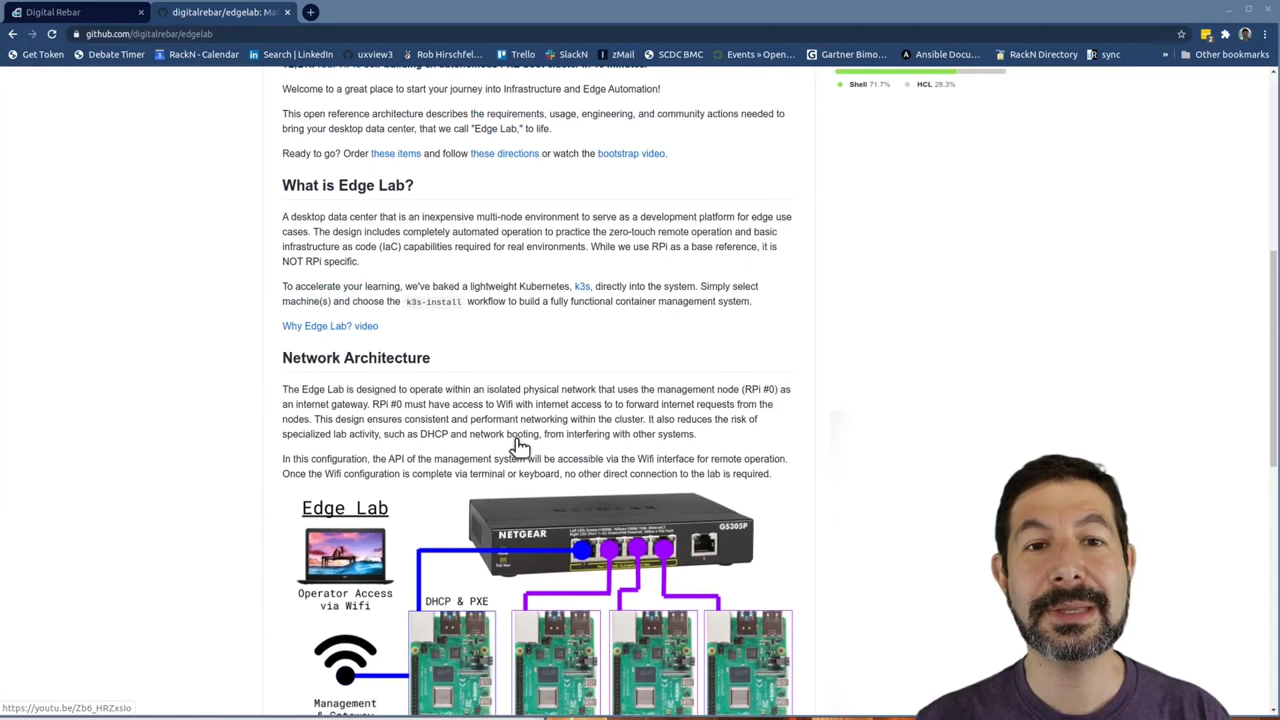 Digital Rebar
digitalrebar/edgelab: Ma
github.com/digitalrebar/edgelab
Get Token
Debate Timer
RackN - Calendar
Search | LinkedIn
uxview3
Rob Hirschfel...
Trello
SlackN
zMail
SCDC BMC
Events » Open...
Gartner Bimo...
Ansible Docu...
RackN Directory
sync
Other bookmarks
Shell 71.7%
HCL 28.3%
Welcome to a great place to start your journey into Infrastructure and Edge Automation!
This open reference architecture describes the requirements, usage, engineering, and community actions needed to
bring your desktop data center, that we call "Edge Lab," to life.
Ready to go? Order these items and follow these directions or watch the bootstrap video.
What is Edge Lab?
A desktop data center that is an inexpensive multi-node environment to serve as a development platform for edge use
cases. The design includes completely automated operation to practice the zero-touch remote operation and basic
infrastructure as code (IaC) capabilities required for real environments. While we use RPi as a base reference, it is
NOT RPi specific.
To accelerate your learning, we've baked a lightweight Kubernetes, k3s, directly into the system. Simply select
machine(s) and choose the k3s-install workflow to build a fully functional container management system.
Why Edge Lab? video
Network Architecture
The Edge Lab is designed to operate within an isolated physical network that uses the management node (RPi #0) as
an internet gateway. RPi #0 must have access to Wifi with internet access to to forward internet requests from the
nodes. This design ensures consistent and performant networking within the cluster. It also reduces the risk of
specialized lab activity, such as DHCP and network booting, from interfering with other systems.
In this configuration, the API of the management system will be accessible via the Wifi interface for remote operation.
Once the Wifi configuration is complete via terminal or keyboard, no other direct connection to the lab is required.
Edge Lab
NETGEAR
GS305P
Operator Access
via Wifi
DHCP & PXE
Management
& Gateway
https://youtu.be/Zb6_HRZxsIo